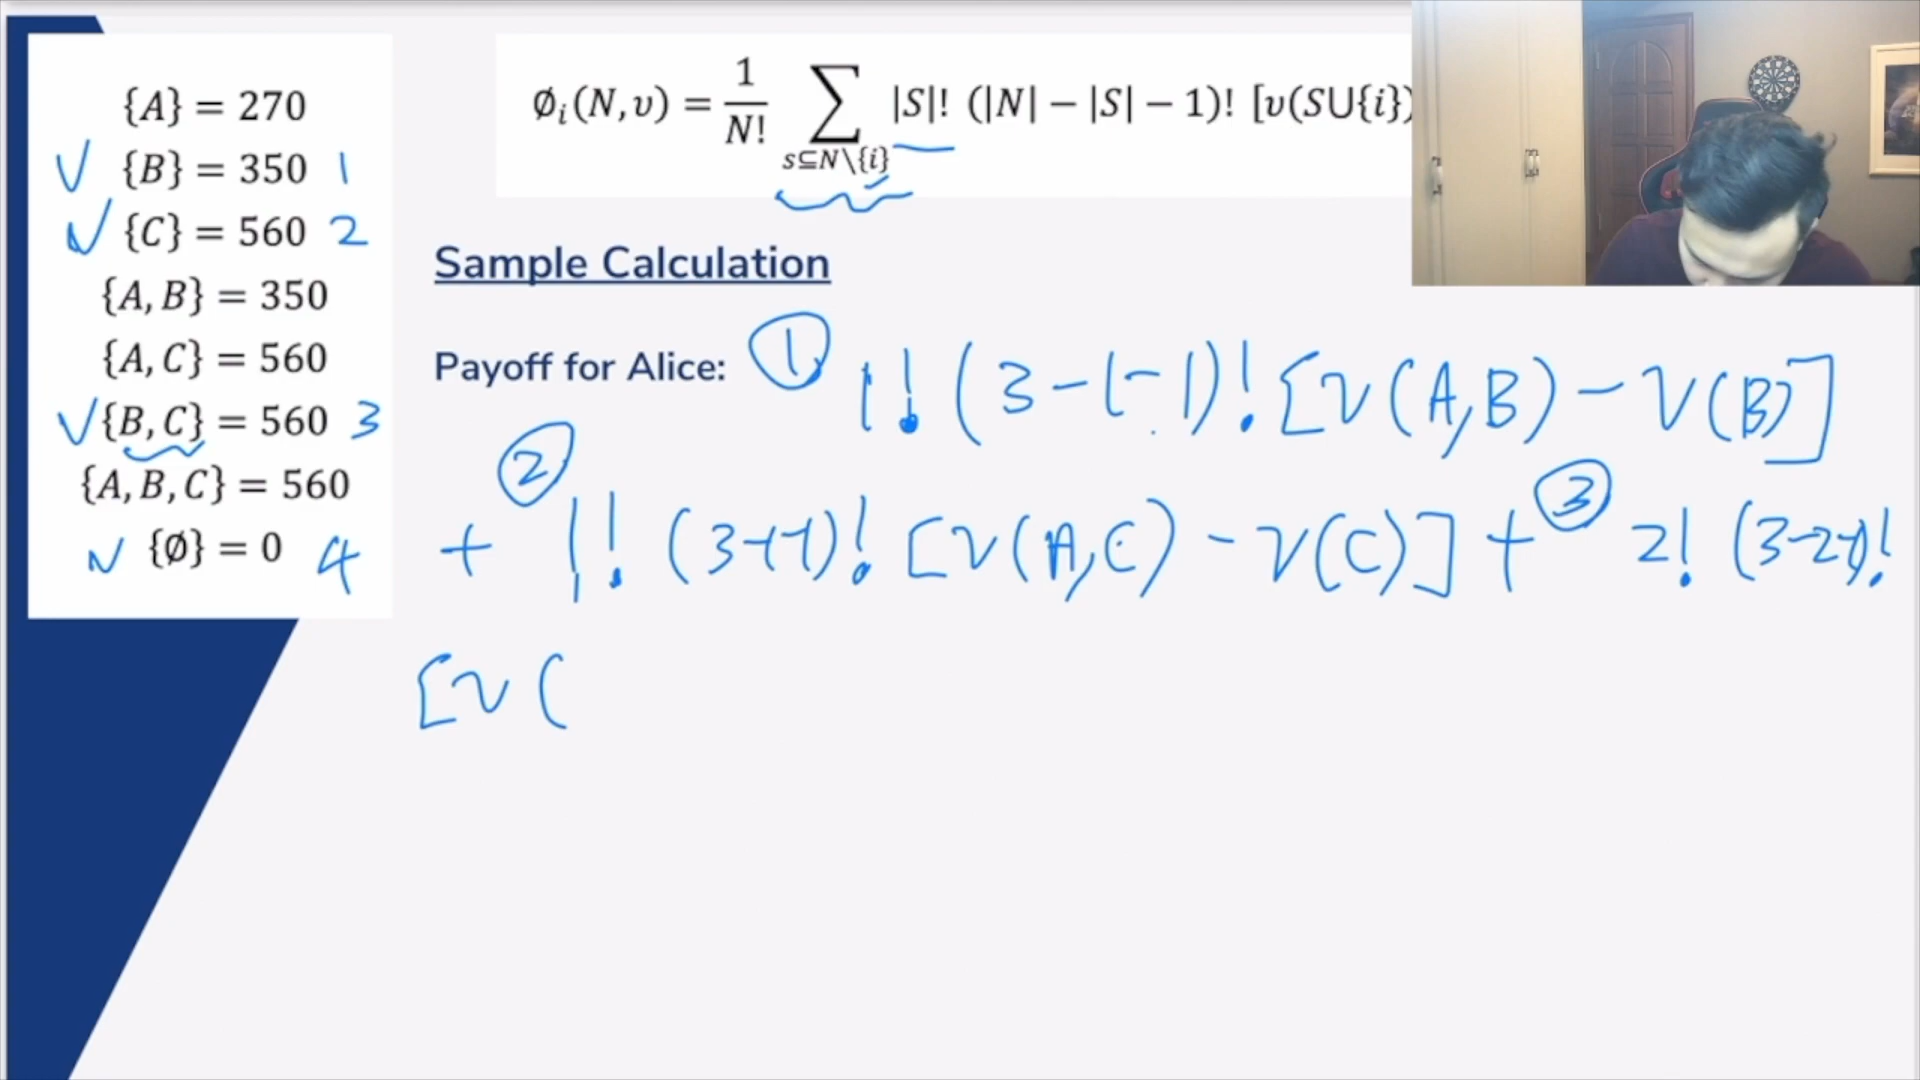 {A} = 270
V {B} = 350 1
V {C} = 560 2
{A, B} = 350
{A, C} = 560
V {B, C} = 560 3
{A, B, C} = 560
{Ø} = 0 4
Ø_i(N, v) = 1/N! ∑ s⊆N\{i} |S|! (|N| − |S| − 1)! [v(S∪{i})
Sample Calculation
Payoff for Alice: ① 1! (3-1-1)! [v(A,B) - v(B)]
+ ② 1! (3-1-1)! [v(A,C) - v(C)] + ③ 2! (3-2-1)!
[v(